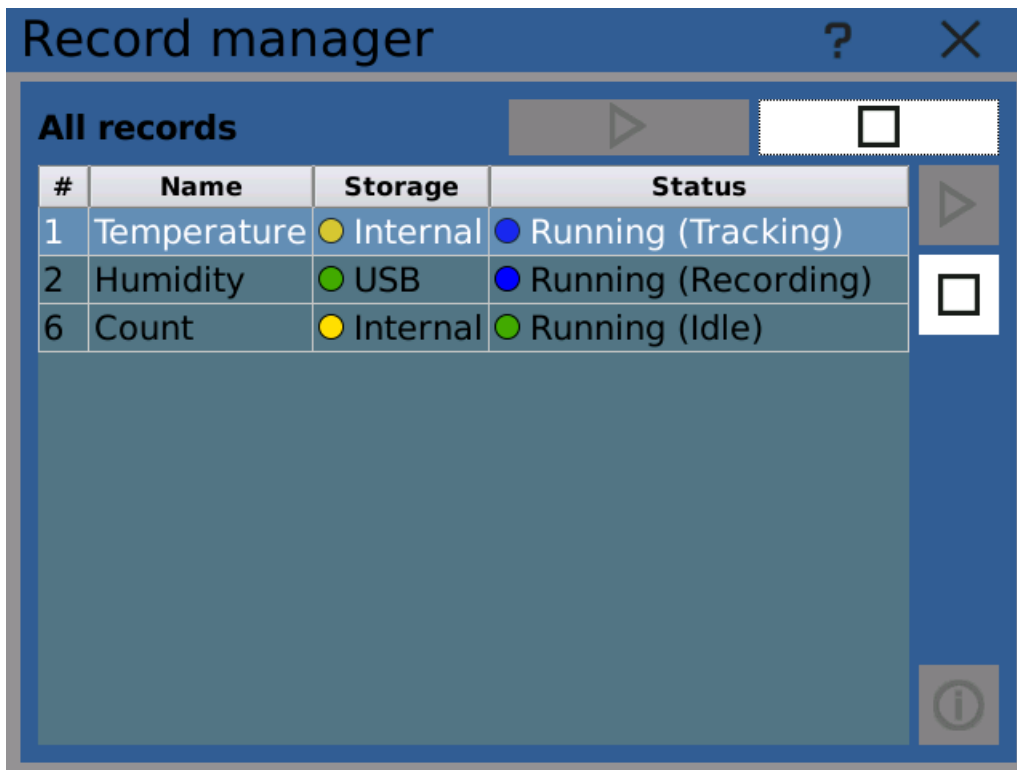 Record manager ?
All records
# Name Storage Status
1 Temperature Internal Running (Tracking)
2 Humidity USB Running (Recording)
6 Count Internal Running (Idle)